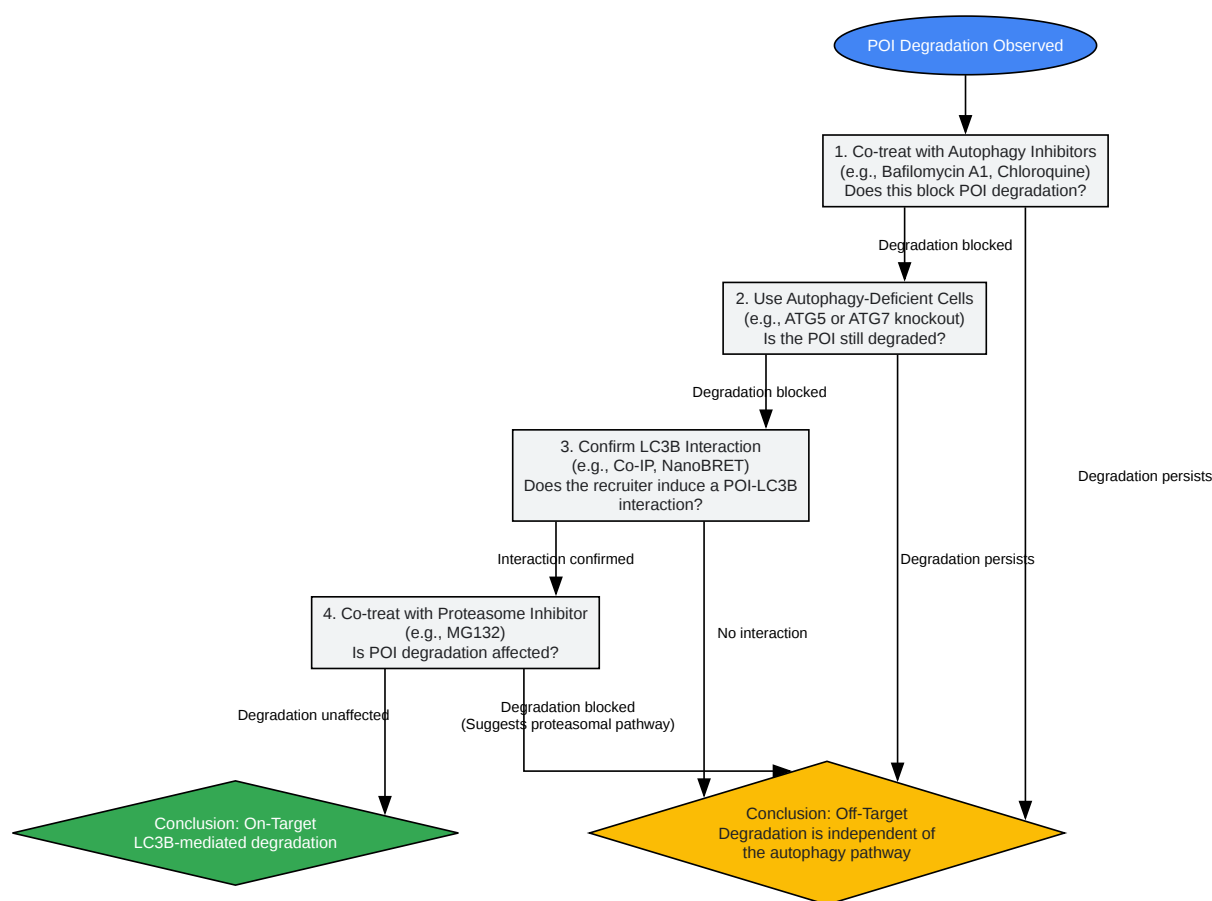 POI Degradation Observed
1. Co-treat with Autophagy Inhibitors
(e.g., Bafilomycin A1, Chloroquine)
Does this block POI degradation?
Degradation blocked
2. Use Autophagy-Deficient Cells
(e.g., ATG5 or ATG7 knockout)
Is the POI still degraded?
Degradation blocked
3. Confirm LC3B Interaction
(e.g., Co-IP, NanoBRET)
Does the recruiter induce a POI-LC3B
interaction?
Degradation persists
Interaction confirmed
Degradation persists
4. Co-treat with Proteasome Inhibitor
(e.g., MG132)
Is POI degradation affected?
No interaction
Degradation unaffected
Degradation blocked
(Suggests proteasomal pathway)
Conclusion: On-Target
LC3B-mediated degradation
Conclusion: Off-Target
Degradation is independent of
the autophagy pathway